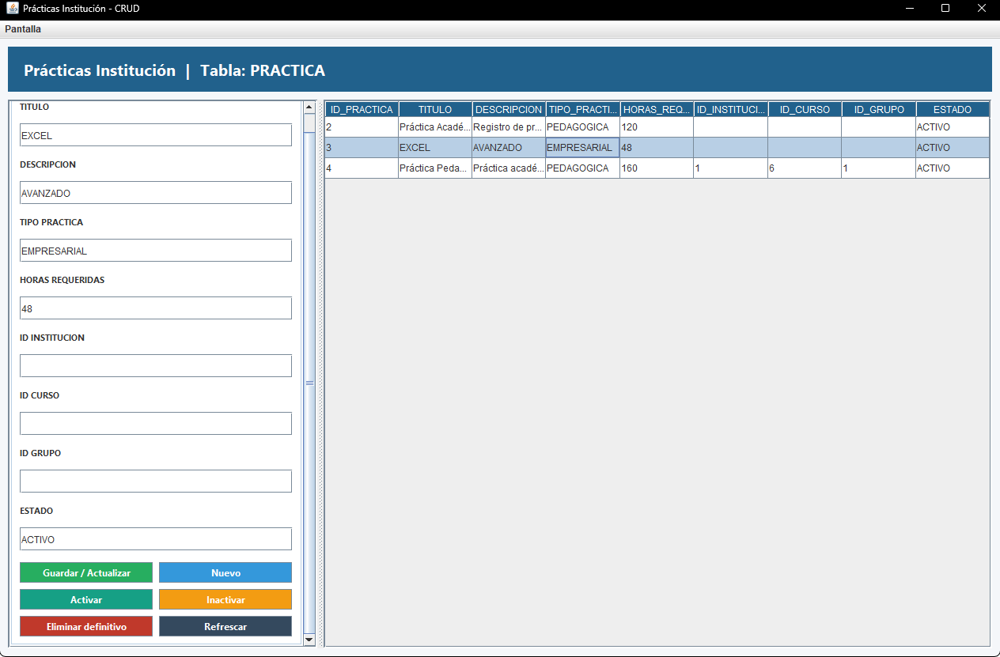 Prácticas Institución - CRUD
Pantalla
Prácticas Institución | Tabla: PRACTICA
TITULO
EXCEL
DESCRIPCION
AVANZADO
TIPO PRACTICA
EMPRESARIAL
HORAS REQUERIDAS
48
ID INSTITUCION
ID CURSO
ID GRUPO
ESTADO
ACTIVO
Guardar / Actualizar Nuevo
Activar Inactivar
Eliminar definitivo Refrescar
ID_PRACTICA TITULO DESCRIPCION TIPO_PRACTI... HORAS_REQ... ID_INSTITUCI... ID_CURSO ID_GRUPO ESTADO
2 Práctica Acadé... Registro de pr... PEDAGOGICA 120 ACTIVO
3 EXCEL AVANZADO EMPRESARIAL 48 ACTIVO
4 Práctica Peda... Práctica acadé... PEDAGOGICA 160 1 6 1 ACTIVO